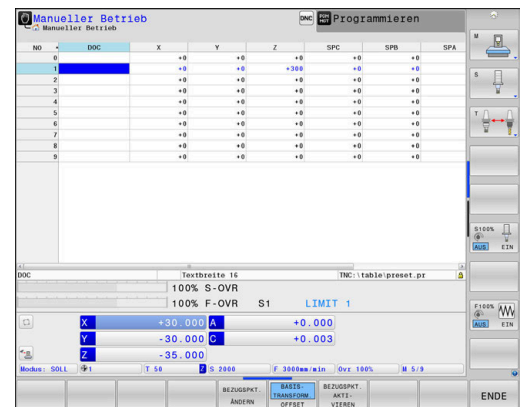 Manueller Betrieb
Manueller Betrieb
DNC
Programmieren
NO DOC X Y Z SPC SPB SPA
0 +0 +0 +0 +0 +0
1 +0 +0 +300 +0 +0
2 +0 +0 +0 +0 +0
3 +0 +0 +0 +0 +0
4 +0 +0 +0 +0 +0
5 +0 +0 +0 +0 +0
6 +0 +0 +0 +0 +0
7 +0 +0 +0 +0 +0
8 +0 +0 +0 +0 +0
9 +0 +0 +0 +0 +0
DOC Textbreite 16 TNC:\table\preset.pr
100% S-OVR
100% F-OVR S1 LIMIT 1
X +30.000 A +0.000
Y -30.000 C +0.003
Z -35.000
Modus: SOLL 1 T 50 Z S 2000 F 3000mm/min Ovr 100% M 5/9
BEZUGSPKT. ÄNDERN
BASIS- TRANSFORM. OFFSET
BEZUGSPKT. AKTI- VIEREN
ENDE
M
S
T
S100%
AUS EIN
F100%
AUS EIN